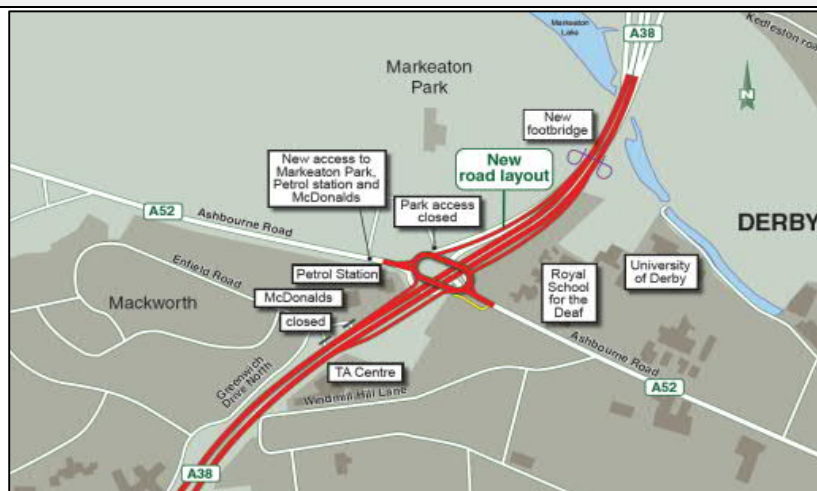 Markeaton
Lake
A38
Kedleston road
Markeaton
Park
N
New
footbridge
New access to
Markeaton Park,
Petrol station and
McDonalds
New
road layout
Park access
closed
A52
Ashbourne Road
DERBY
Enfield Road
Petrol Station
Royal
School
for the
Deaf
University
of Derby
Mackworth
McDonalds
closed
Ashbourne Road
Greenwich
Drive North
TA Centre
Windmill Hill Lane
A52
A38